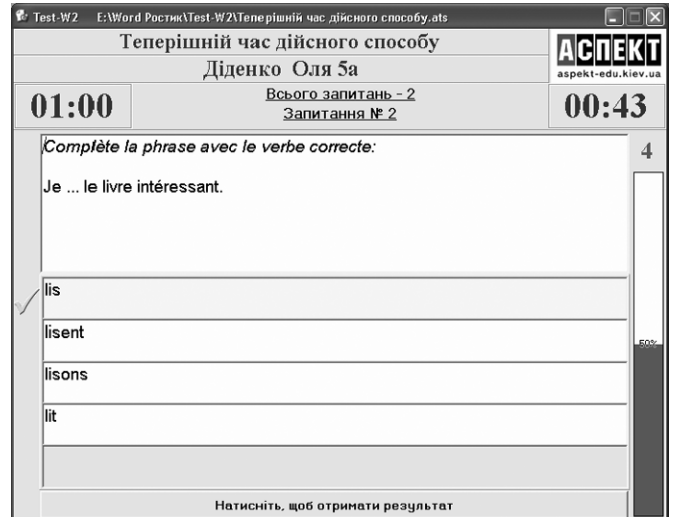 Test-W2 E:\Word Ростик\Test-W2\Теперішній час дійсного способу.ats
Теперішній час дійсного способу
АСПЕКТ
Діденко Оля 5а
aspekt-edu.kiev.ua
01:00
Всього запитань - 2
Запитання № 2
00:43
Complète la phrase avec le verbe correcte:
4
Je ... le livre intéressant.
lis
lisent
50%
lisons
lit
Натисніть, щоб отримати результат